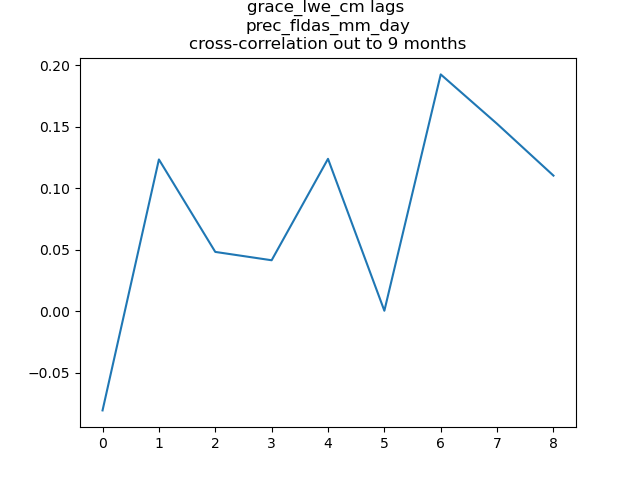 grace_lwe_cm lags
prec_fldas_mm_day
cross-correlation out to 9 months
0.20
0.15
0.10
0.05
0.00
−0.05
0 1 2 3 4 5 6 7 8